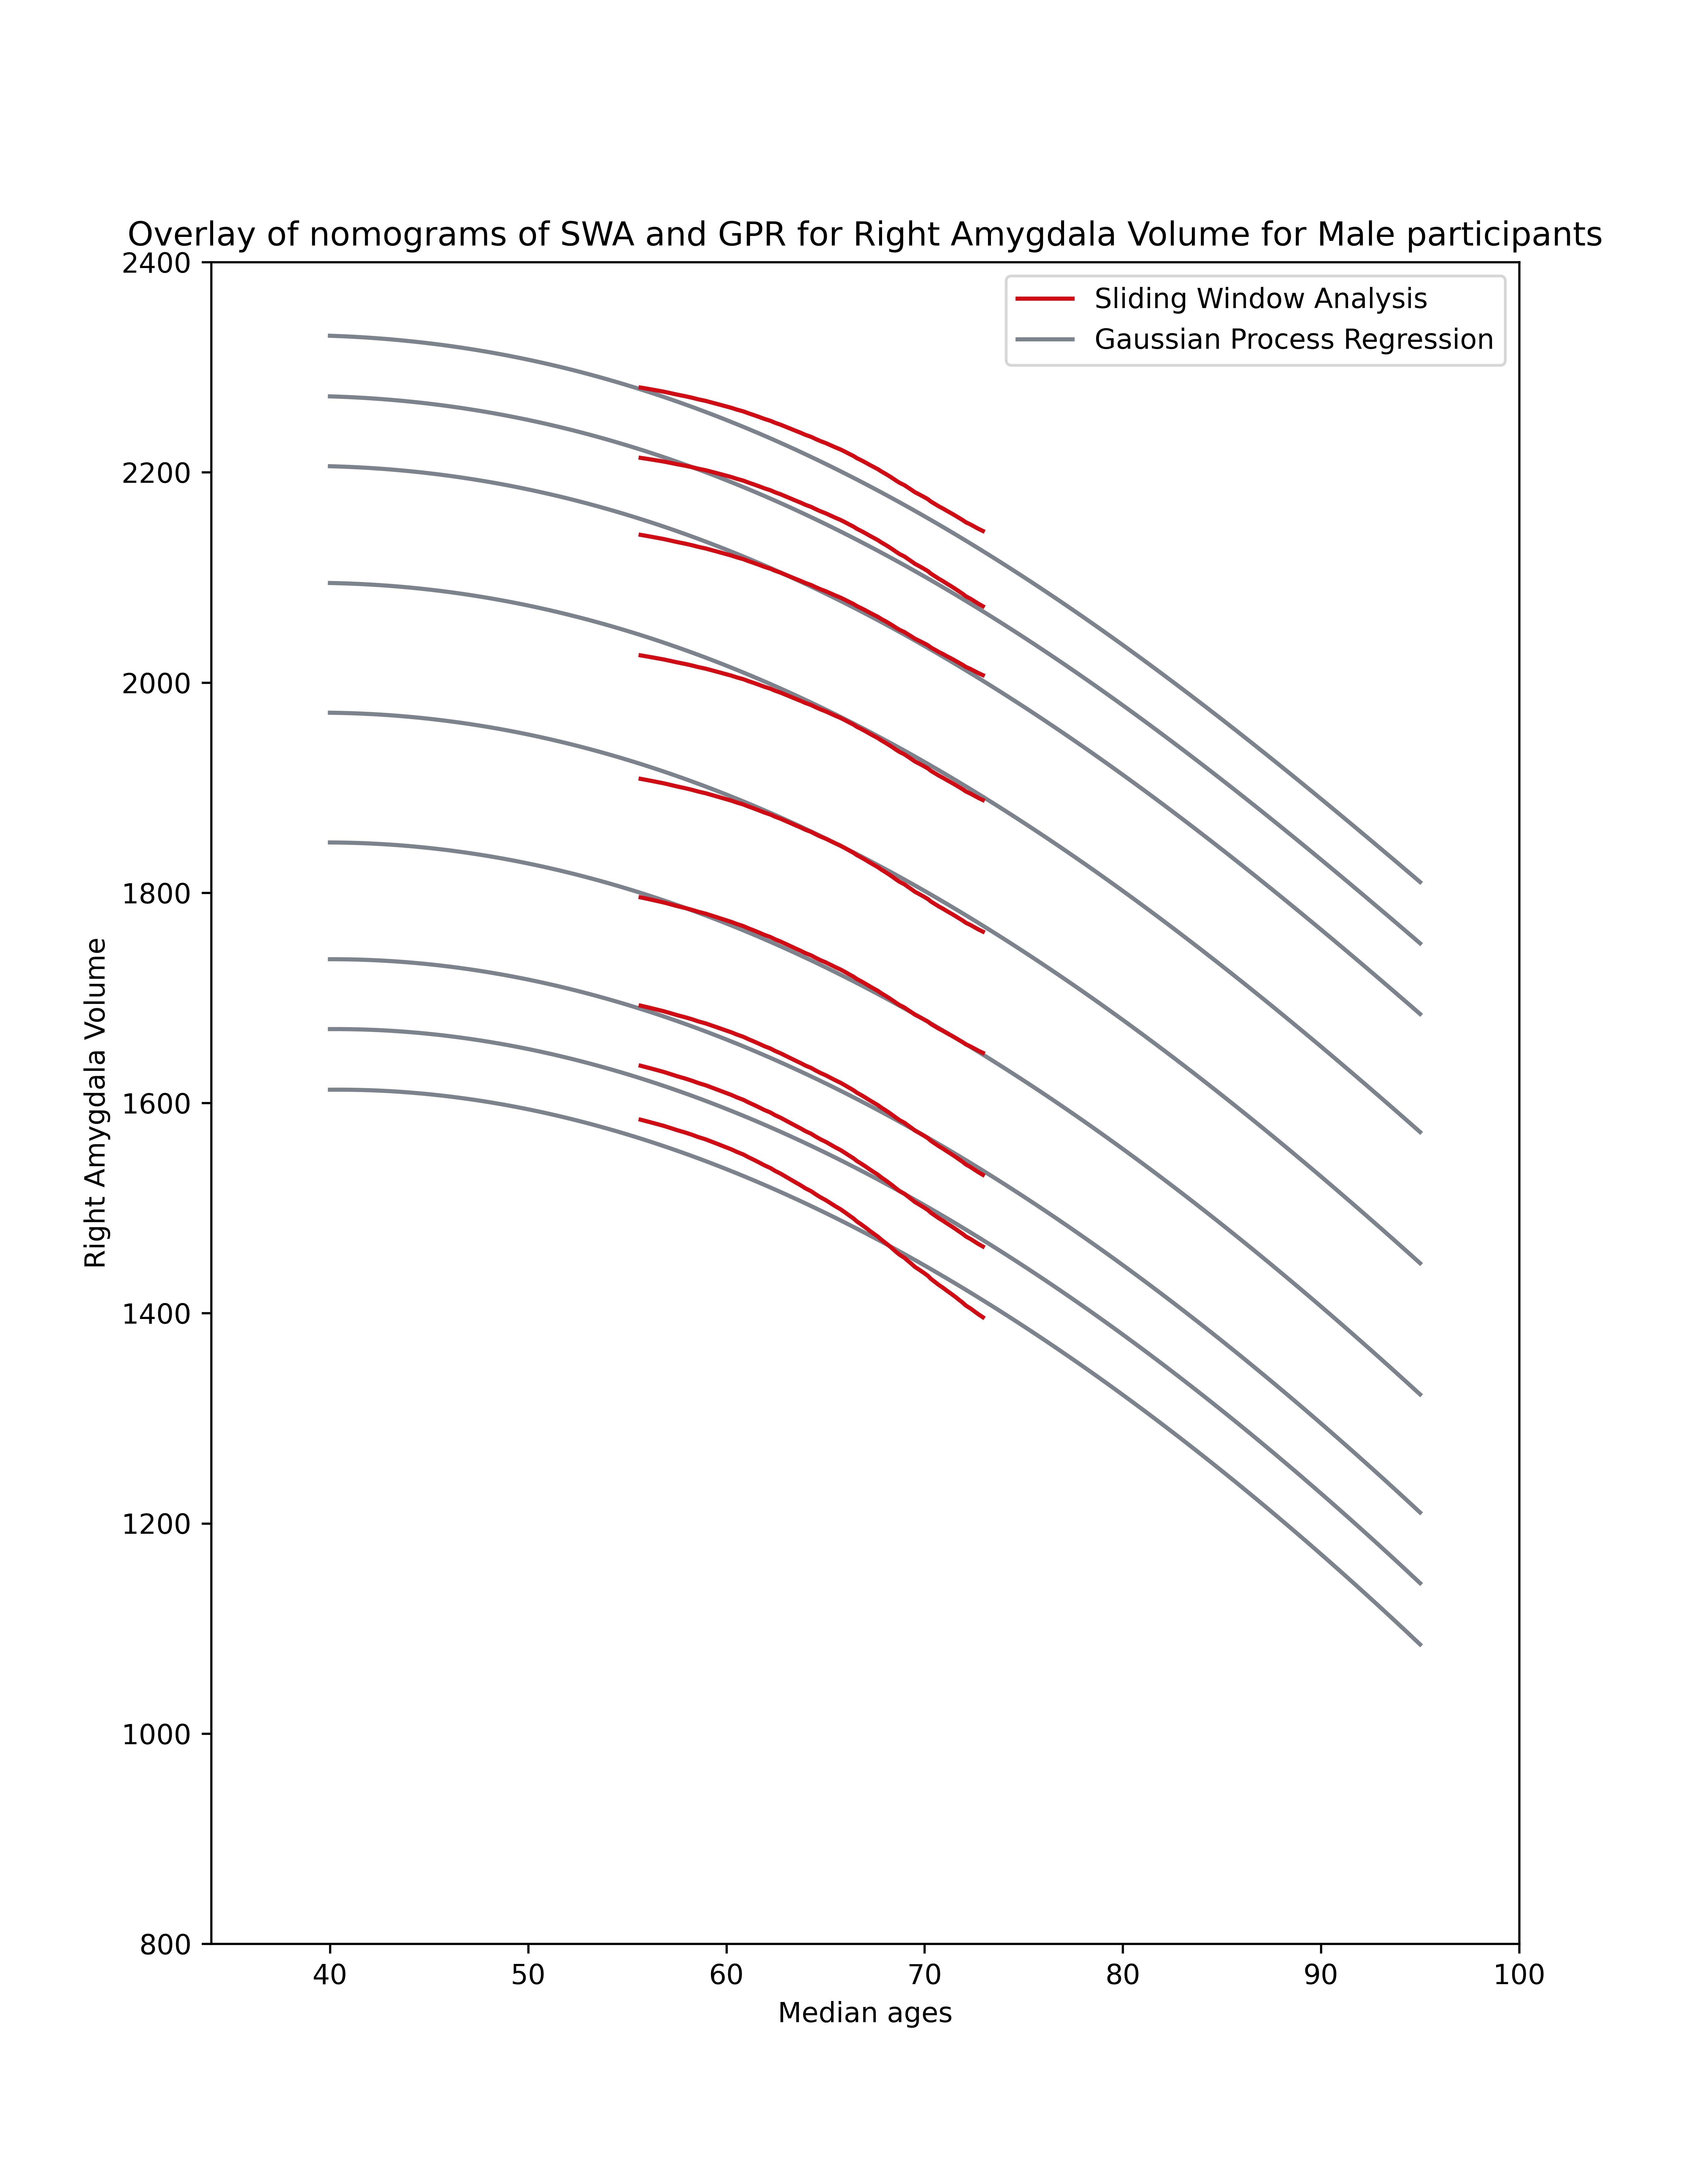 Overlay of nomograms of SWA and GPR for Right Amygdala Volume for Male participants
Sliding Window Analysis
Gaussian Process Regression
2400
2200
2000
1800
1600
1400
1200
1000
800
Right Amygdala Volume
40 50 60 70 80 90 100
Median ages